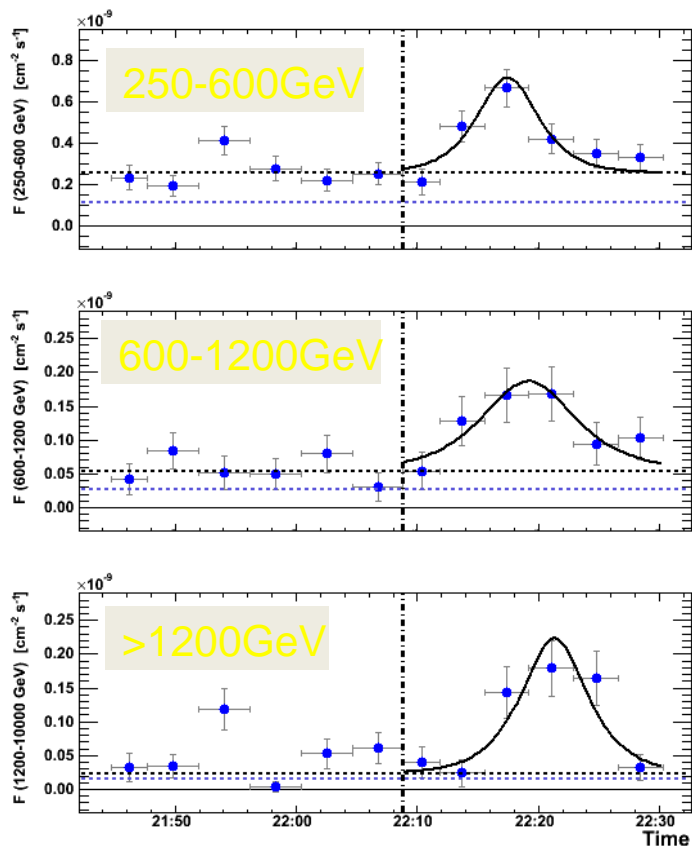 ×10⁻⁹
F (250-600 GeV) [cm⁻² s⁻¹]
0.8
0.6
0.4
0.2
0.0
250-600GeV
×10⁻⁹
F (600-1200 GeV) [cm⁻² s⁻¹]
0.25
0.20
0.15
0.10
0.05
0.00
600-1200GeV
×10⁻⁹
F (1200-10000 GeV) [cm⁻² s⁻¹]
0.25
0.20
0.15
0.10
0.05
0.00
>1200GeV
21:50 22:00 22:10 22:20 22:30
Time